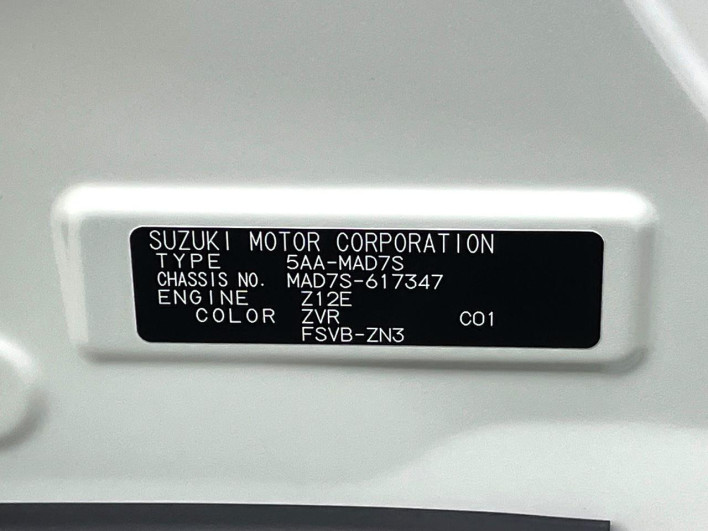 SUZUKI MOTOR CORPORATION
TYPE 5AA-MAD7S
CHASSIS NO. MAD7S-617347
ENGINE Z12E
COLOR ZVR C01
FSVB-ZN3